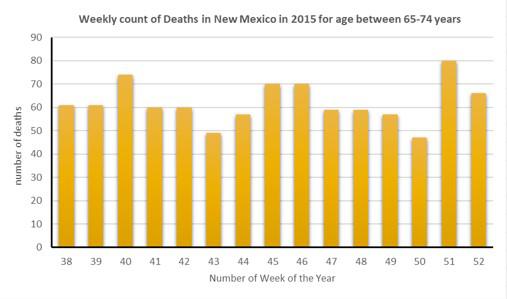 Weekly count of Deaths in New Mexico in 2015 for age between 65-74 years
number of deaths
90
80
70
60
50
40
30
20
10
0
38 39 40 41 42 43 44 45 46 47 48 49 50 51 52
Number of Week of the Year